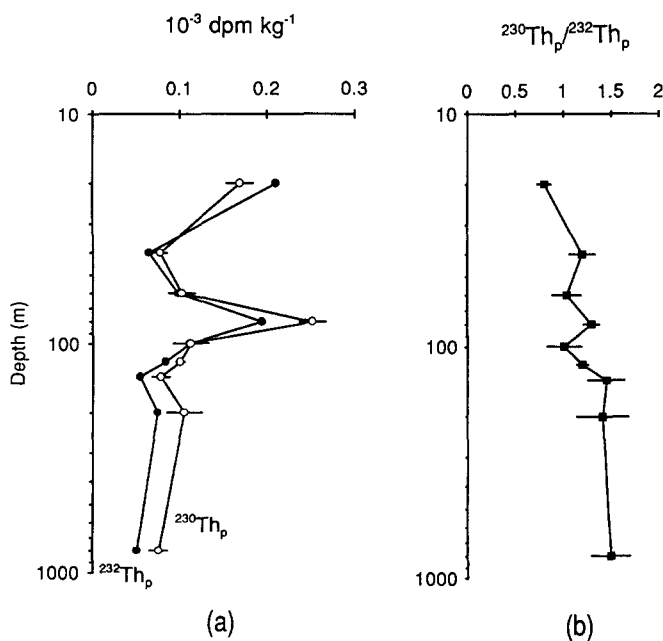 10⁻³ dpm kg⁻¹
0 0.1 0.2 0.3
10
100
1000
Depth (m)
²³⁰Thₚ
²³²Thₚ
(a)
²³⁰Thₚ/²³²Thₚ
0 0.5 1 1.5 2
10
100
1000
(b)